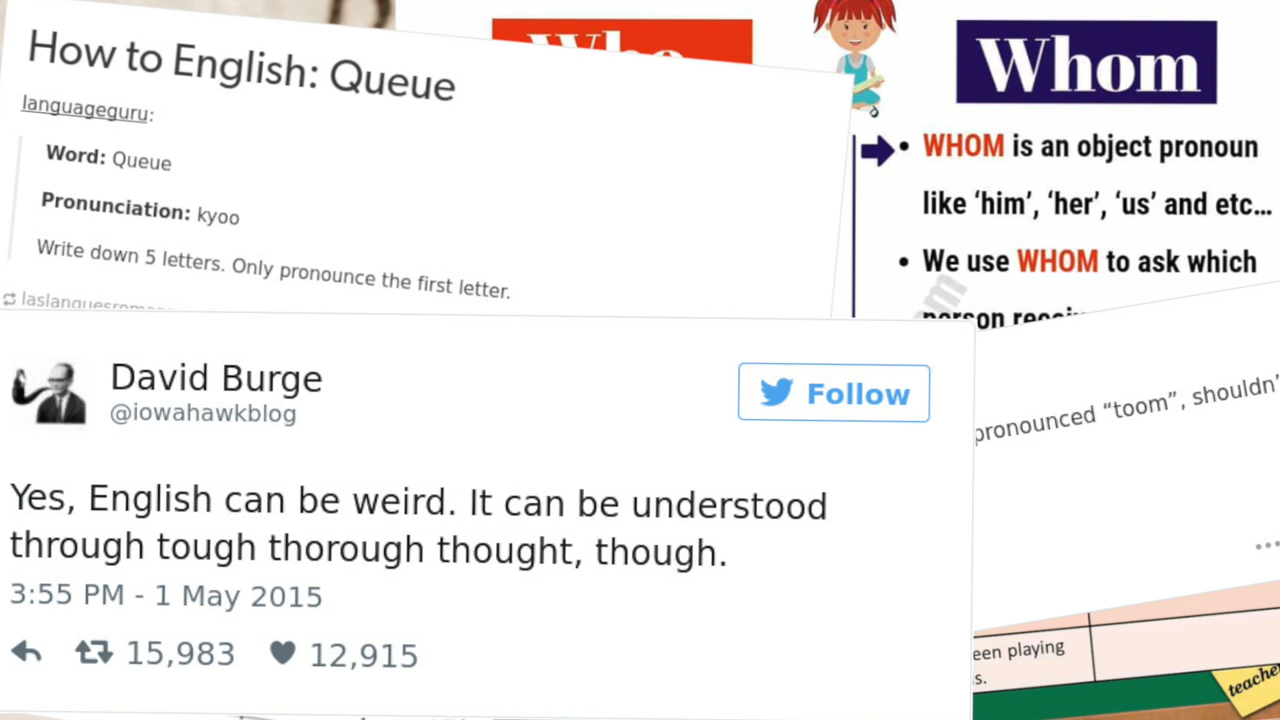 How to English: Queue
languageguru:
Word: Queue
Pronunciation: kyoo
Write down 5 letters. Only pronounce the first letter.
Who
Whom
• WHOM is an object pronoun
like ‘him’, ‘her’, ‘us’ and etc...
• We use WHOM to ask which
person
David Burge
@iowahawkblog
Follow
Yes, English can be weird. It can be understood
through tough thorough thought, though.
3:55 PM - 1 May 2015
15,983 12,915
pronounced “toom”, shouldn’
een playing
s.
teache